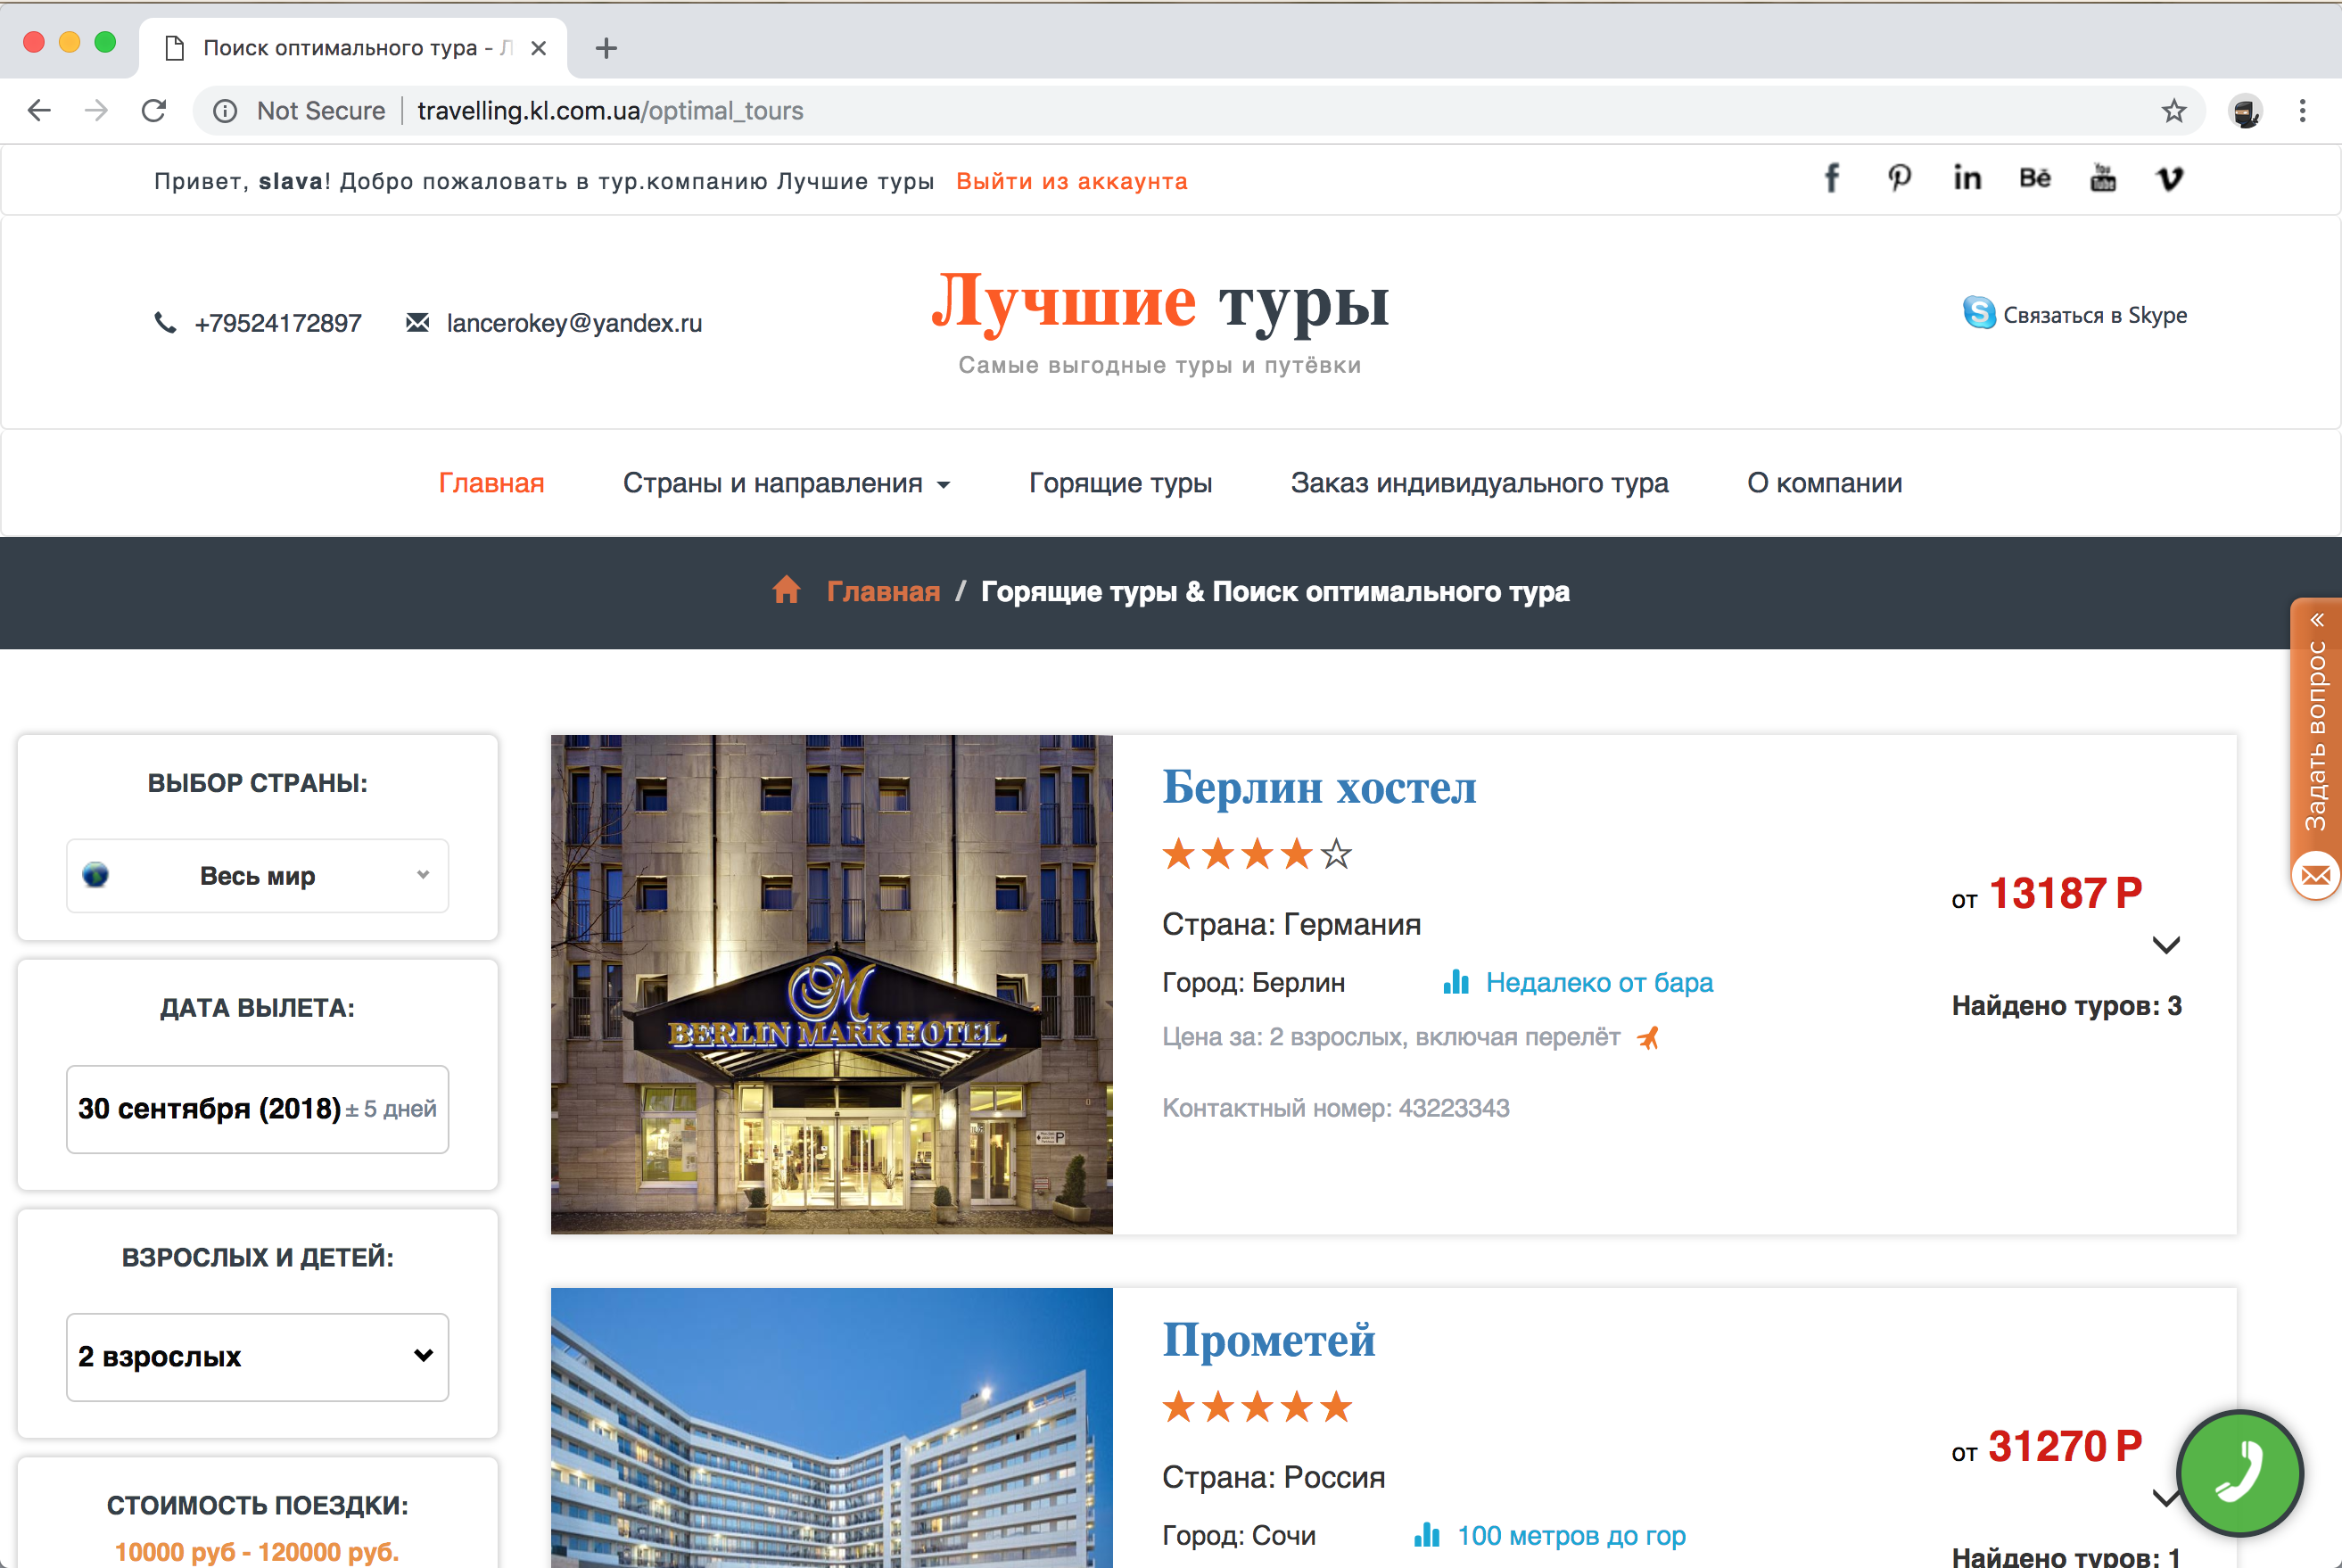 Поиск оптимального тура - Л
Not Secure travelling.kl.com.ua/optimal_tours
Привет, slava! Добро пожаловать в тур.компанию Лучшие туры Выйти из аккаунта
f in Bē You Tube v
+79524172897 lancerokey@yandex.ru
Лучшие туры
Самые выгодные туры и путёвки
S Связаться в Skype
Главная Страны и направления Горящие туры Заказ индивидуального тура О компании
Главная / Горящие туры & Поиск оптимального тура
Задать вопрос «
ВЫБОР СТРАНЫ:
Весь мир
ДАТА ВЫЛЕТА:
30 сентября (2018) ± 5 дней
ВЗРОСЛЫХ И ДЕТЕЙ:
2 взрослых
СТОИМОСТЬ ПОЕЗДКИ:
10000 руб - 120000 руб.
M
BERLIN MARK HOTEL
P
Берлин хостел
Страна: Германия
Город: Берлин Недалеко от бара
Цена за: 2 взрослых, включая перелёт
Контактный номер: 43223343
от 13187 Р
Найдено туров: 3
Прометей
Страна: Россия
Город: Сочи 100 метров до гор
от 31270 Р
Найдено туров: 1